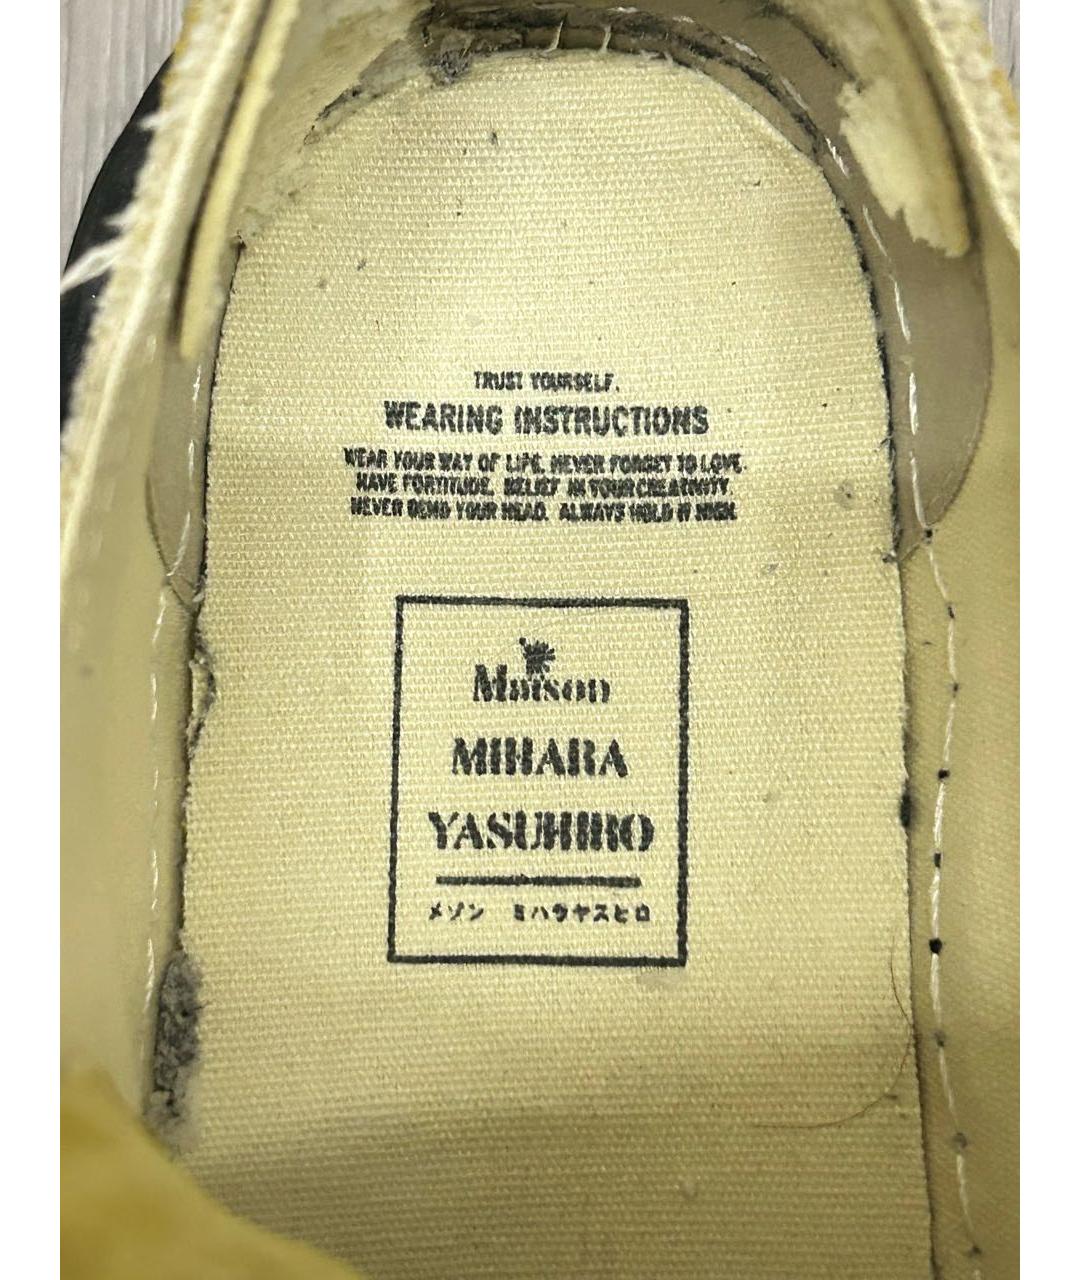 TRUST YOURSELF.
WEARING INSTRUCTIONS
WEAR YOUR WAY OF LIFE. NEVER FORGET TO LOVE.
HAVE FORTITUDE. BELIEF IN YOUR CREATIVITY.
NEVER BEND YOUR HEAD. ALWAYS HOLD IT HIGH.
Maison
MIHARA
YASUHIRO
メゾン ミハラヤスヒロ